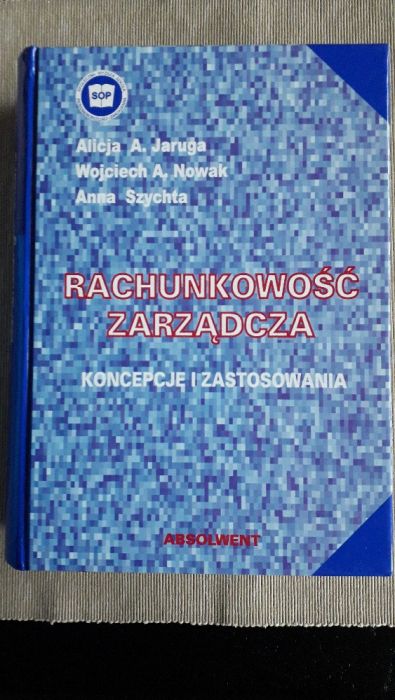 SOP
Alicja A. Jaruga
Wojciech A. Nowak
Anna Szychta
RACHUNKOWOŚĆ
ZARZĄDCZA
KONCEPCJE I ZASTOSOWANIA
ABSOLWENT